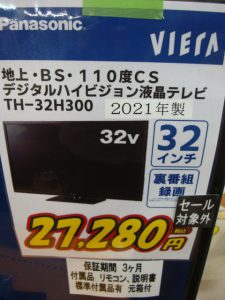 Panasonic VIERA
地上・BS・110度CS
デジタルハイビジョン液晶テレビ
TH-32H300 2021年製
32v
32
インチ
裏番組
録画
セール
対象外
27,280円
税込
保証期間 3ヶ月
付属品 リモコン、説明書
標準付属品有 元箱付